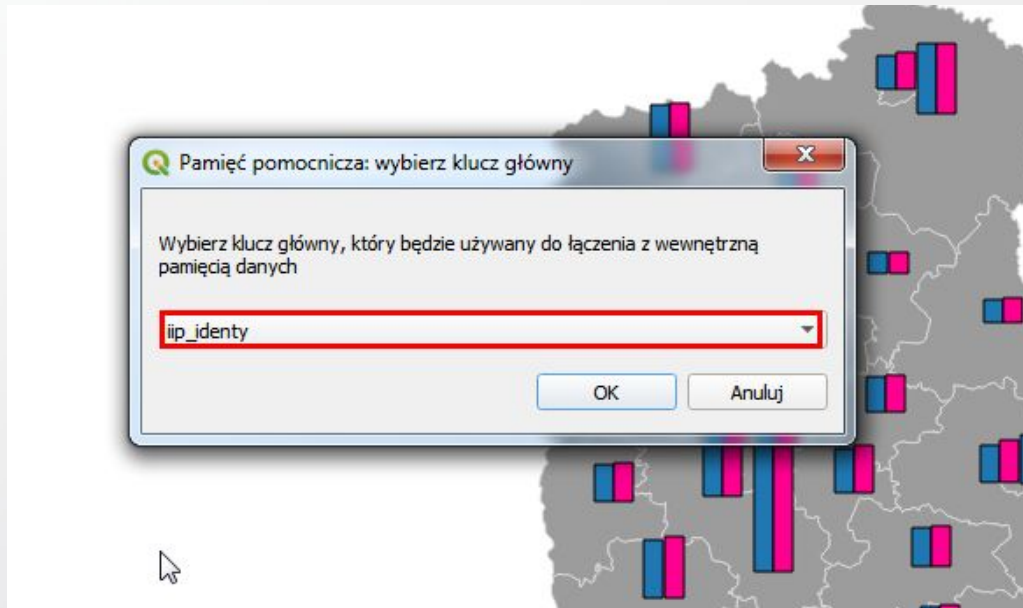 Pamięć pomocnicza: wybierz klucz główny
Wybierz klucz główny, który będzie używany do łączenia z wewnętrzną
pamięcią danych
iip_identy
OK
Anuluj